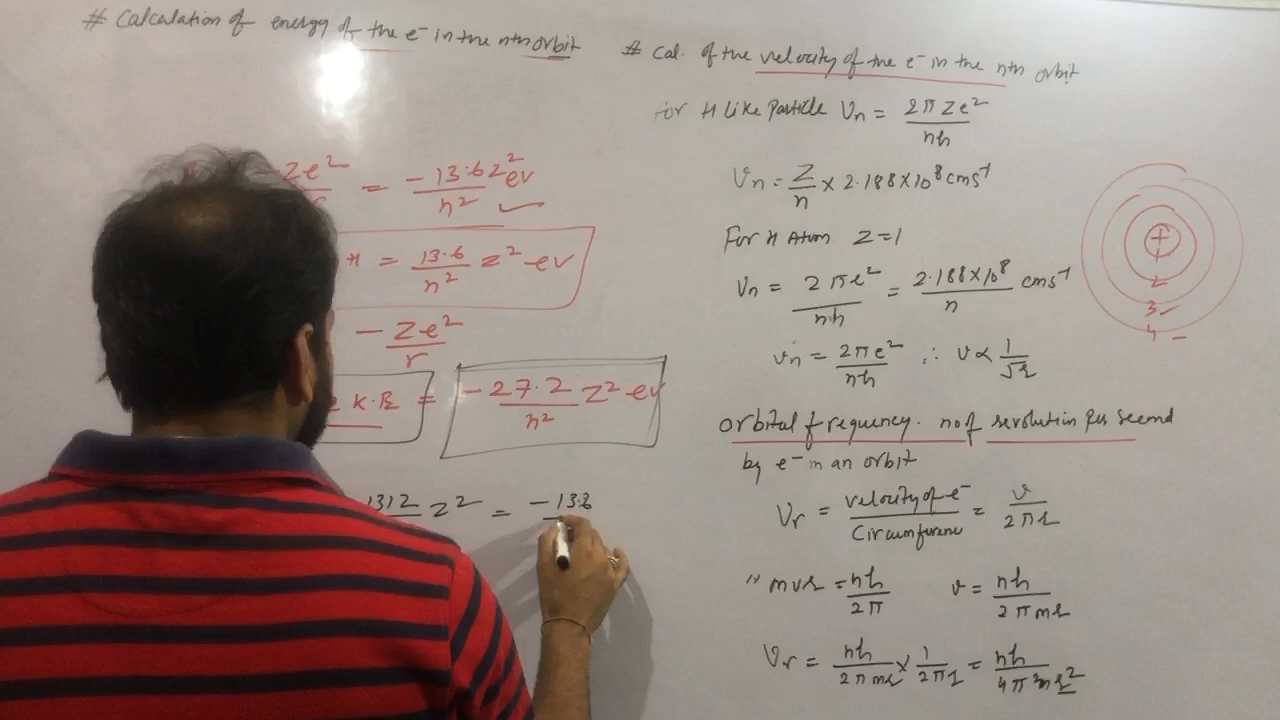 # Calculation of energy of the e⁻ in the nth orbit
-Ze²/r = -13.6Z²/n² ev
= 13.6/n² Z² ev
-Ze²/r
K.E = -27.2/n² Z² ev
1312 Z² = -13.6
# Cal. of the velocity of the e⁻ in the nth orbit
For H Like Particle Vn = 2πZe²/nh
Vn = Z/n × 2.188×10⁸ cms⁻¹
For H Atom Z=1
Vn = 2πe²/nh = 2.188×10⁸/n cms⁻¹
vn = 2πe²/nh ∴ v ∝ 1/√r
orbital frequency. no of revolution per second
by e⁻ in an orbit
Vr = velocity of e⁻/Circumference = v/2πr
" mvr = nh/2π v = nh/2πmr
Vr = nh/2πmr × 1/2πr = nh/4π²mr²
+
1
2
3
4